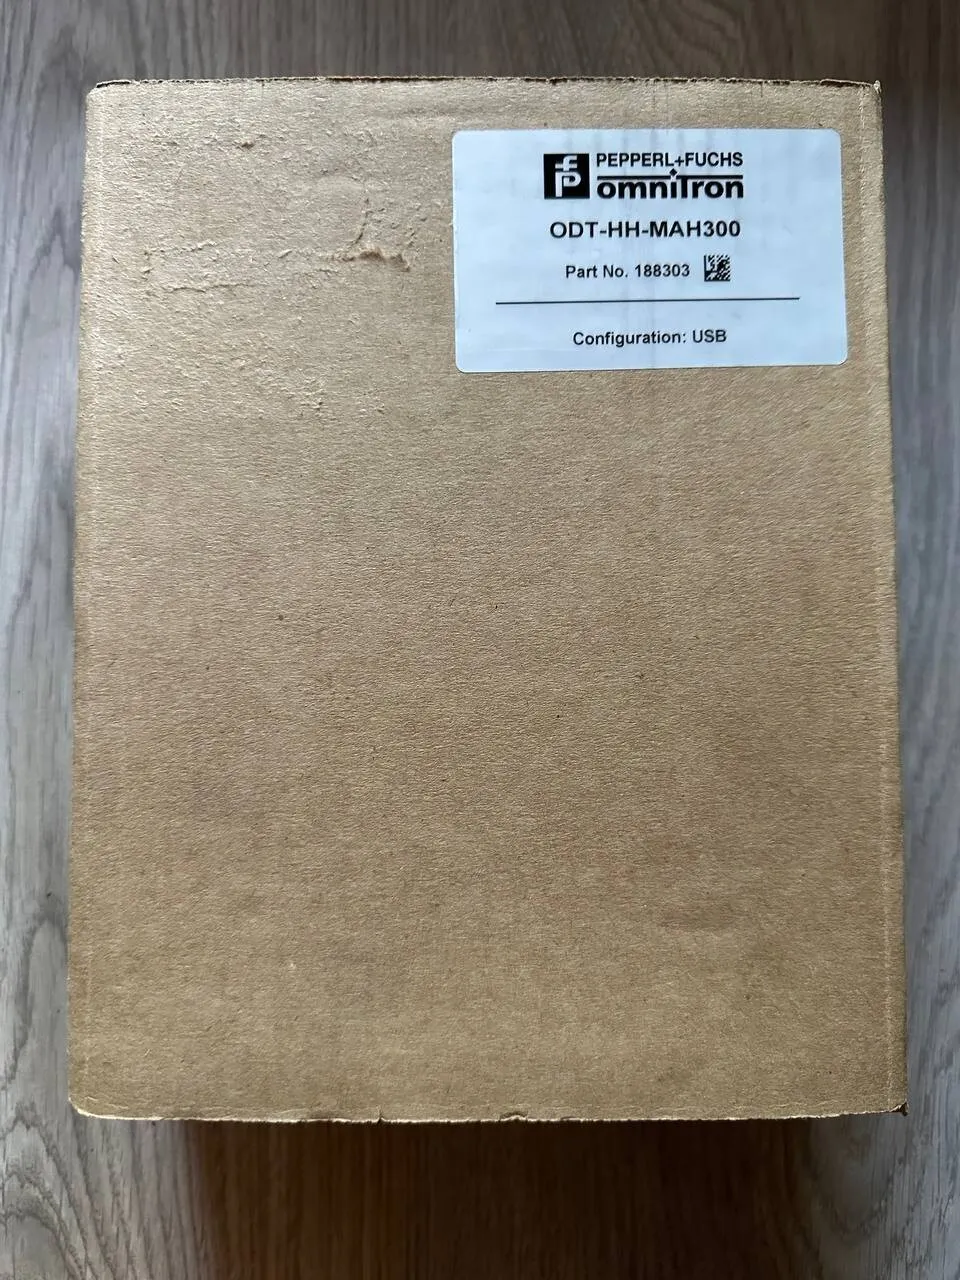 PEPPERL+FUCHS
omnitron
ODT-HH-MAH300
Part No. 188303
Configuration: USB